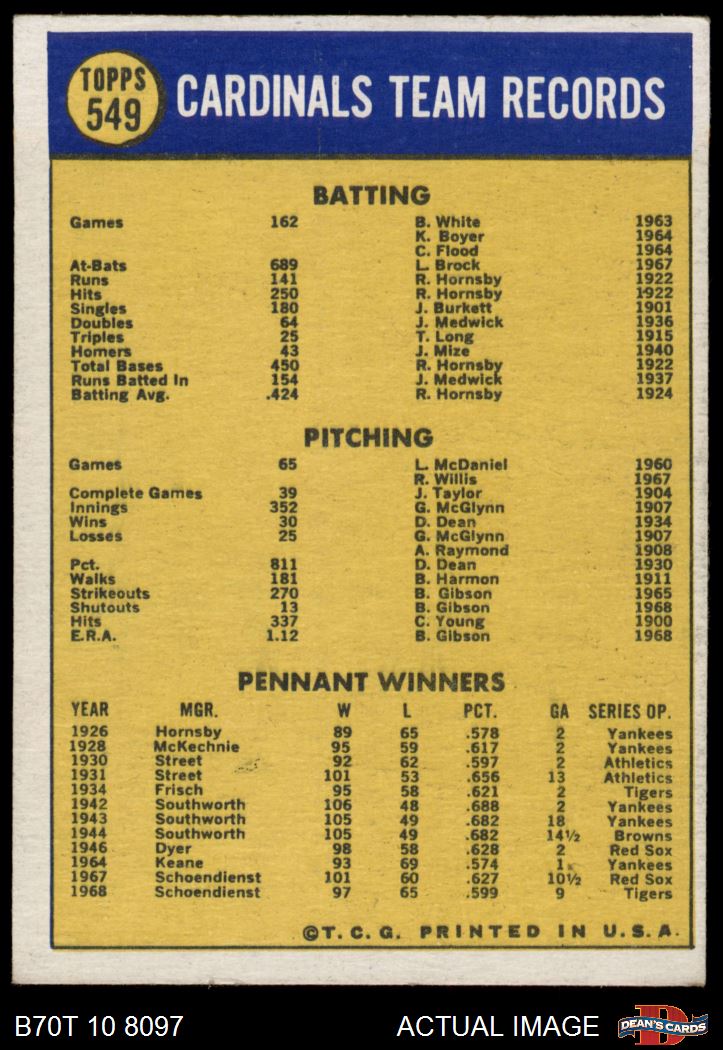 TOPPS
549
CARDINALS TEAM RECORDS
BATTING
Games 162 B. White 1963
K. Boyer 1964
C. Flood 1964
At-Bats 689 L. Brock 1967
Runs 141 R. Hornsby 1922
Hits 250 R. Hornsby 1922
Singles 180 J. Burkett 1901
Doubles 64 J. Medwick 1936
Triples 25 T. Long 1915
Homers 43 J. Mize 1940
Total Bases 450 R. Hornsby 1922
Runs Batted In 154 J. Medwick 1937
Batting Avg. .424 R. Hornsby 1924
PITCHING
Games 65 L. McDaniel 1960
R. Willis 1967
Complete Games 39 J. Taylor 1904
Innings 352 G. McGlynn 1907
Wins 30 D. Dean 1934
Losses 25 G. McGlynn 1907
A. Raymond 1908
Pct. 811 D. Dean 1930
Walks 181 B. Harmon 1911
Strikeouts 270 B. Gibson 1965
Shutouts 13 B. Gibson 1968
Hits 337 C. Young 1900
E.R.A. 1.12 B. Gibson 1968
PENNANT WINNERS
YEAR MGR. W L PCT. GA SERIES OP.
1926 Hornsby 89 65 .578 2 Yankees
1928 McKechnie 95 59 .617 2 Yankees
1930 Street 92 62 .597 2 Athletics
1931 Street 101 53 .656 13 Athletics
1934 Frisch 95 58 .621 2 Tigers
1942 Southworth 106 48 .688 2 Yankees
1943 Southworth 105 49 .682 18 Yankees
1944 Southworth 105 49 .682 14½ Browns
1946 Dyer 98 58 .628 2 Red Sox
1964 Keane 93 69 .574 1 Yankees
1967 Schoendienst 101 60 .627 10½ Red Sox
1968 Schoendienst 97 65 .599 9 Tigers
©T. C. G. PRINTED IN U. S. A.
B70T 10 8097 ACTUAL IMAGE DEAN'S CARDS